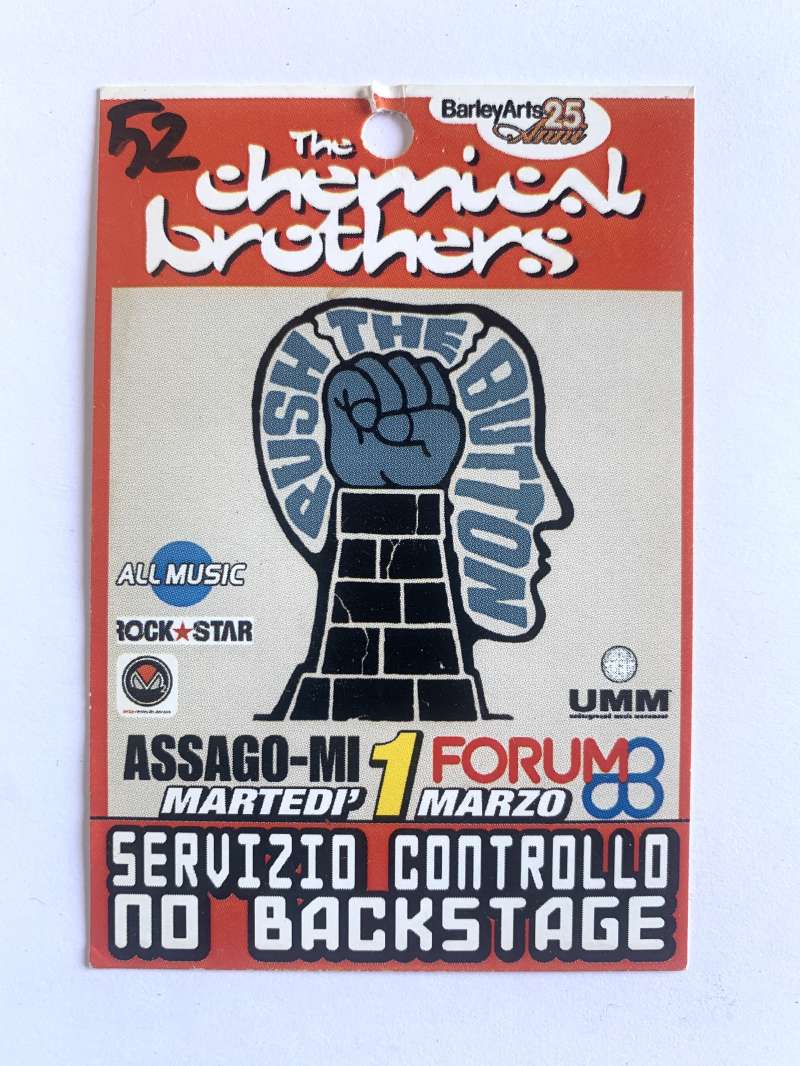 52
BarleyArts 25
Anni
The
chemical
brothers
PUSH THE BUTTON
ALL MUSIC
ROCK★STAR
UMM
ASSAGO-MI 1 FORUM
MARTEDI' MARZO
SERVIZIO CONTROLLO
NO BACKSTAGE